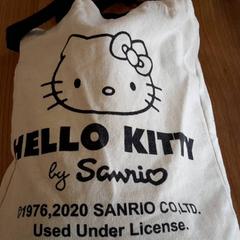 HELLO KITTY
by Sanrio
©1976,2020 SANRIO CO.,LTD.
Used Under License.